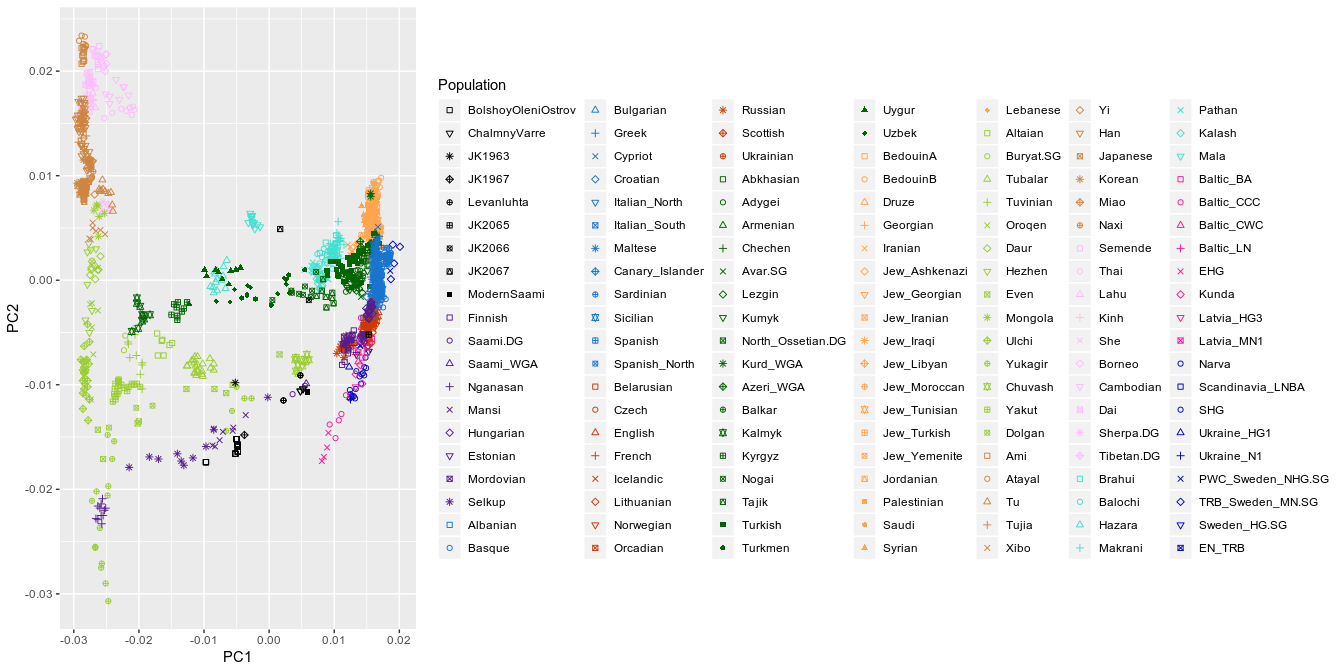 Population
BolshoyOleniOstrov Bulgarian Russian Uygur Lebanese Yi Pathan
ChalmnyVarre Greek Scottish Uzbek Altaian Han Kalash
JK1963 Cypriot Ukrainian BedouinA Buryat.SG Japanese Mala
JK1967 Croatian Abkhasian BedouinB Tubalar Korean Baltic_BA
Levanluhta Italian_North Adygei Druze Tuvinian Miao Baltic_CCC
JK2065 Italian_South Armenian Georgian Oroqen Naxi Baltic_CWC
JK2066 Maltese Chechen Iranian Daur Semende Baltic_LN
JK2067 Canary_Islander Avar.SG Jew_Ashkenazi Hezhen Thai EHG
ModernSaami Sardinian Lezgin Jew_Georgian Even Lahu Kunda
Finnish Sicilian Kumyk Jew_Iranian Mongola Kinh Latvia_HG3
Saami.DG Spanish North_Ossetian.DG Jew_Iraqi Ulchi She Latvia_MN1
Saami_WGA Spanish_North Kurd_WGA Jew_Libyan Yukagir Borneo Narva
Nganasan Belarusian Azeri_WGA Jew_Moroccan Chuvash Cambodian Scandinavia_LNBA
Mansi Czech Balkar Jew_Tunisian Yakut Dai SHG
Hungarian English Kalmyk Jew_Turkish Dolgan Sherpa.DG Ukraine_HG1
Estonian French Kyrgyz Jew_Yemenite Ami Tibetan.DG Ukraine_N1
Mordovian Icelandic Nogai Jordanian Atayal Brahui PWC_Sweden_NHG.SG
Selkup Lithuanian Tajik Palestinian Tu Balochi TRB_Sweden_MN.SG
Albanian Norwegian Turkish Saudi Tujia Hazara Sweden_HG.SG
Basque Orcadian Turkmen Syrian Xibo Makrani EN_TRB
PC2
0.02
0.01
0.00
-0.01
-0.02
-0.03
-0.03 -0.02 -0.01 0.00 0.01 0.02
PC1